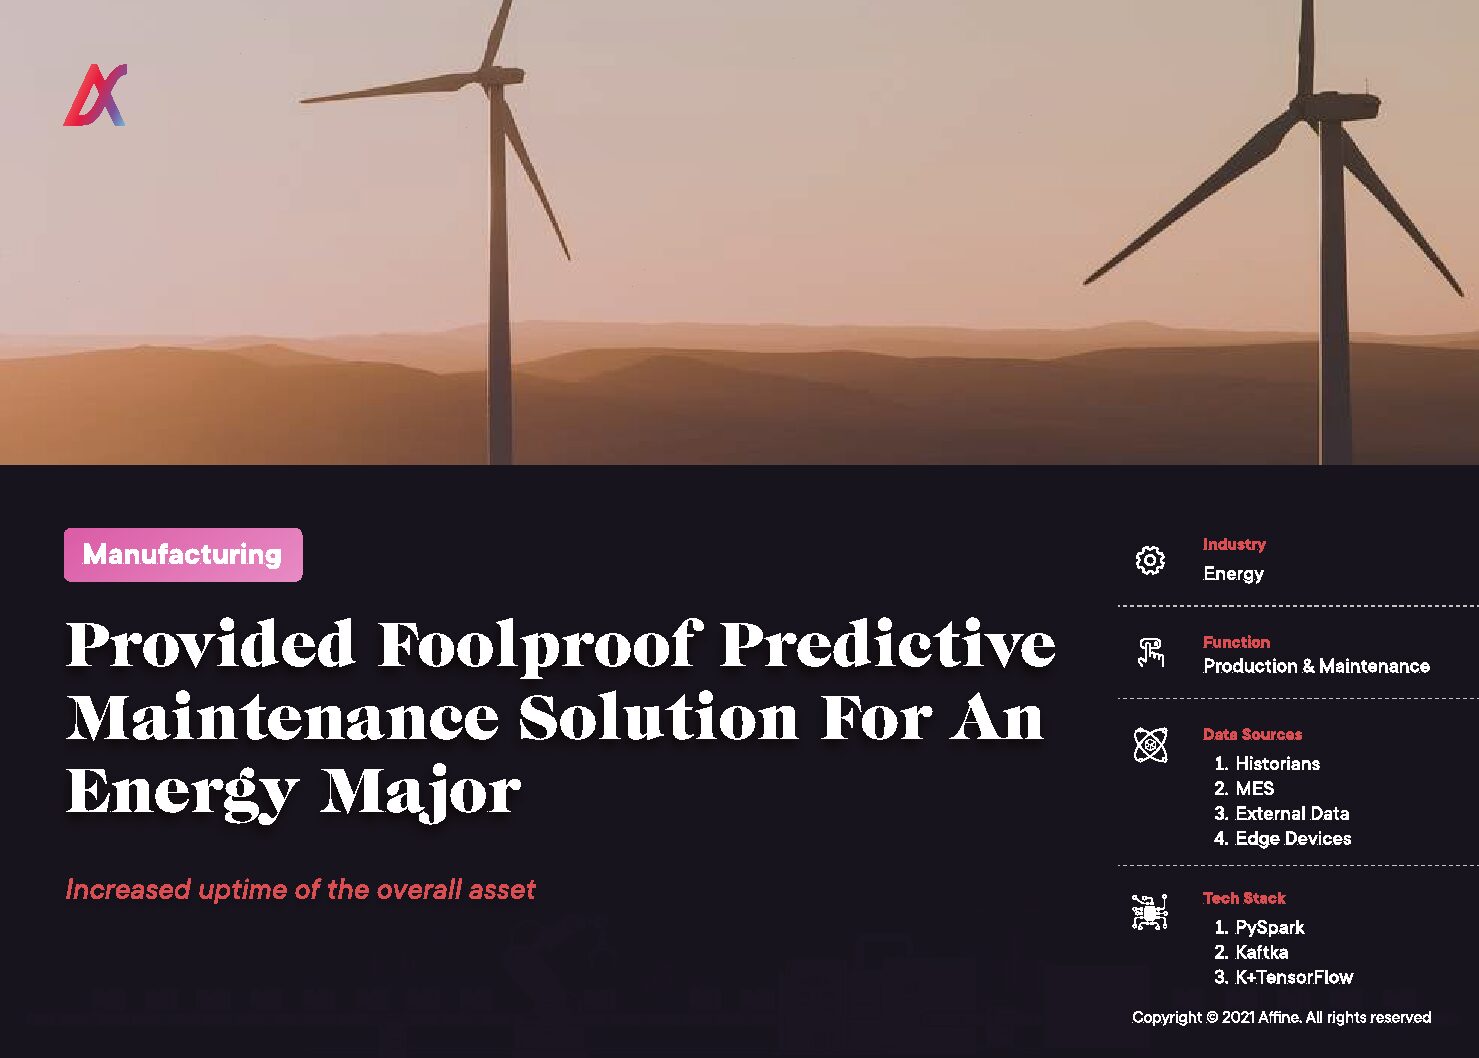 Manufacturing
Provided Foolproof Predictive
Maintenance Solution For An
Energy Major
Increased uptime of the overall asset
Industry
Energy
Function
Production & Maintenance
Data Sources
1. Historians
2. MES
3. External Data
4. Edge Devices
Tech Stack
1. PySpark
2. Kaftka
3. K+TensorFlow
Copyright © 2021 Affine. All rights reserved